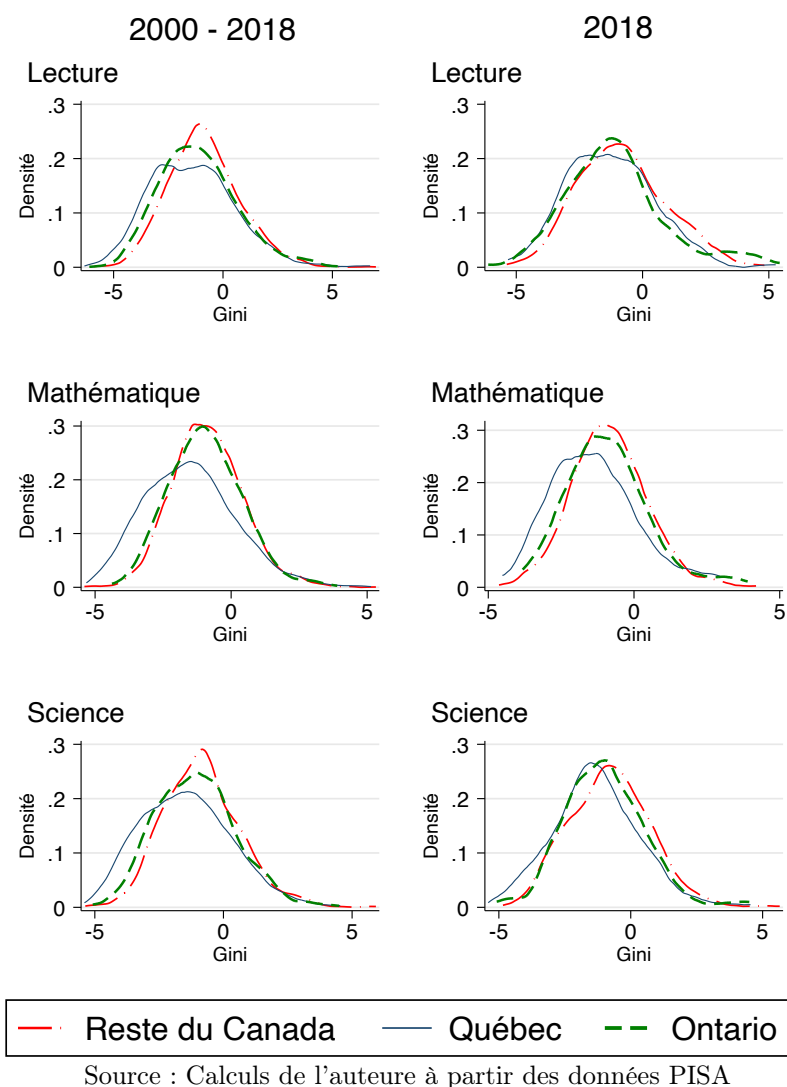 2000 - 2018
2018
Lecture
Lecture
Densité
.3
.2
.1
0
-5
0
5
Gini
Densité
.3
.2
.1
0
-5
0
5
Gini
Mathématique
Mathématique
Densité
.3
.2
.1
0
-5
0
5
Gini
Densité
.3
.2
.1
0
-5
0
5
Gini
Science
Science
Densité
.3
.2
.1
0
-5
0
5
Gini
Densité
.3
.2
.1
0
-5
0
5
Gini
Reste du Canada Québec Ontario
Source : Calculs de l'auteure à partir des données PISA